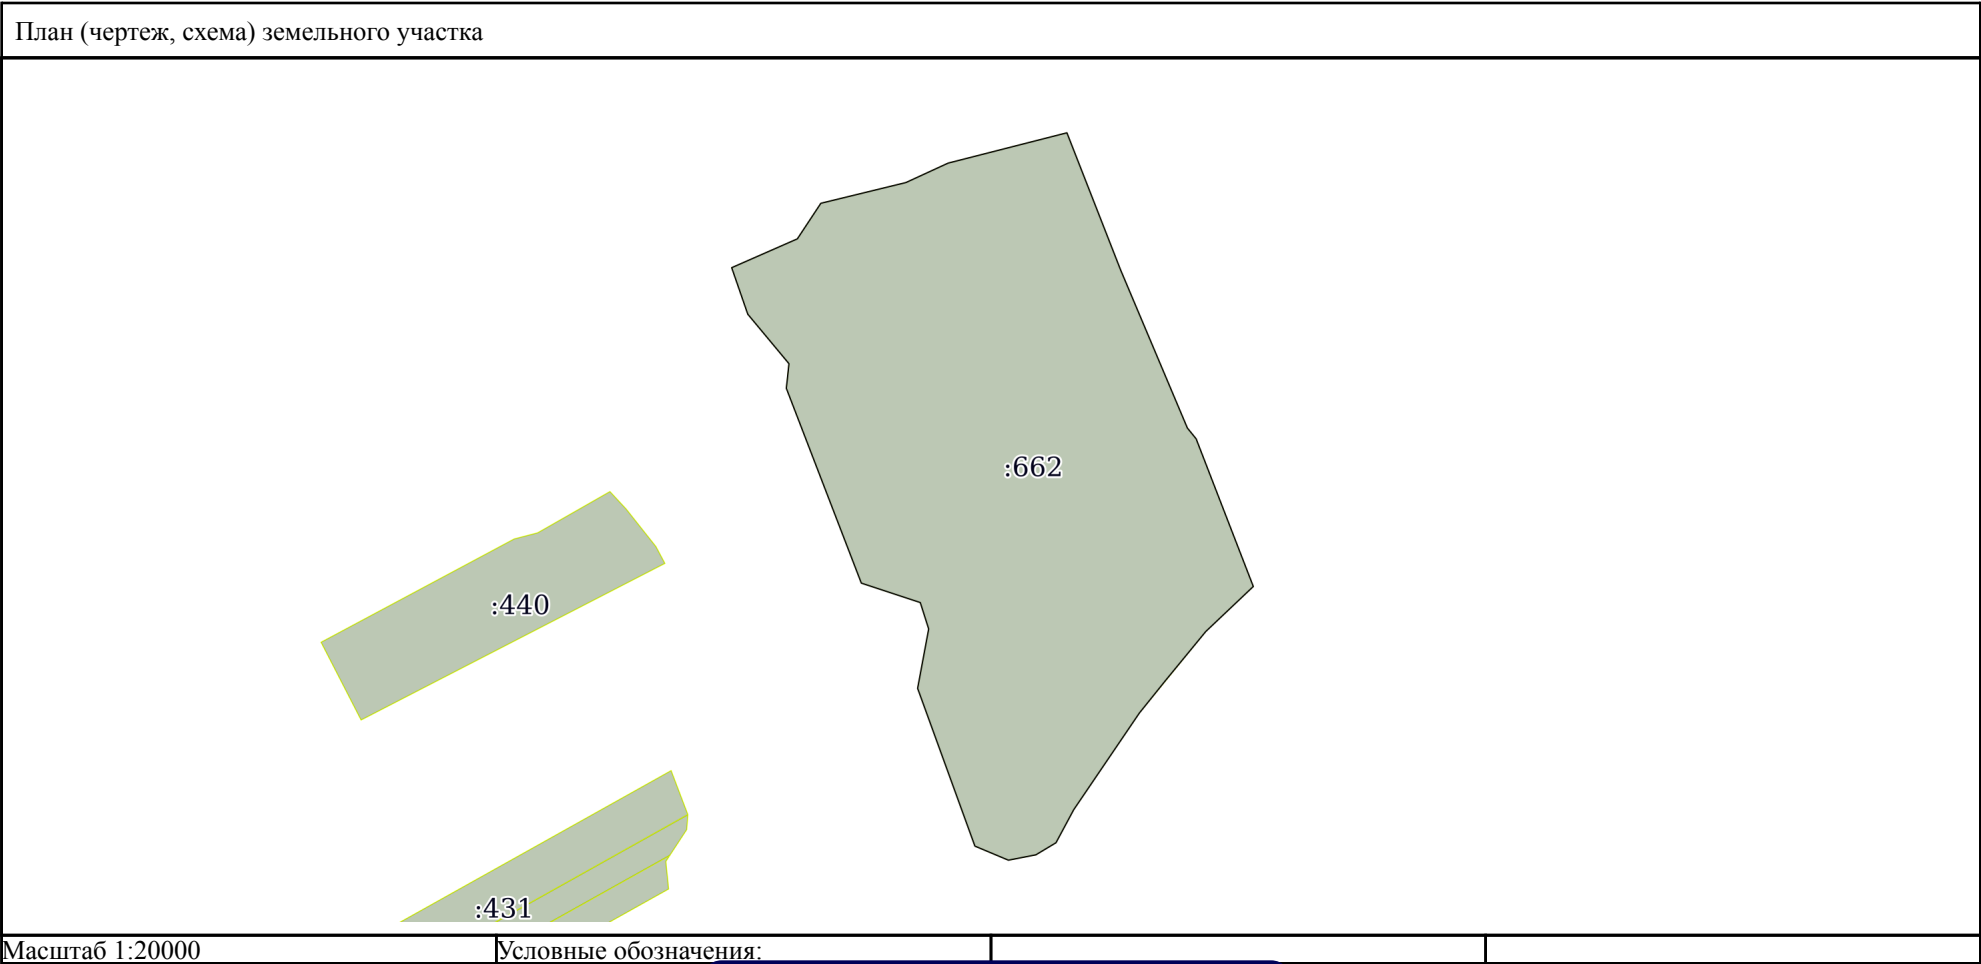 План (чертеж, схема) земельного участка
:662
:440
:431
Масштаб 1:20000
Условные обозначения: